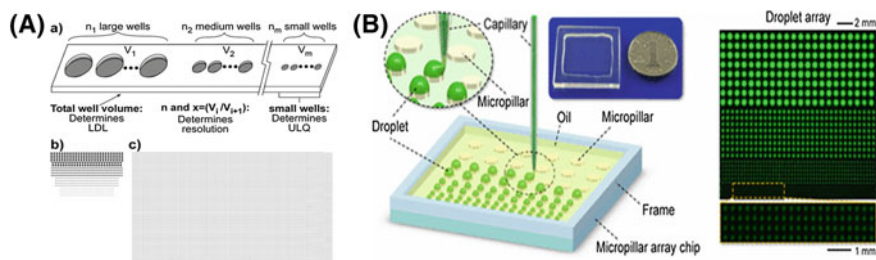 (A)
a)
n1 large wells
n2 medium wells
nm small wells
V1
V2
Vm
Total well volume:
Determines
LDL
n and x=(Vi/Vi+1):
Determines
resolution
small wells:
Determines
ULQ
b)
c)
(B)
Capillary
Micropillar
Droplet
Oil
Micropillar
Frame
Micropillar array chip
Droplet array
2 mm
1 mm